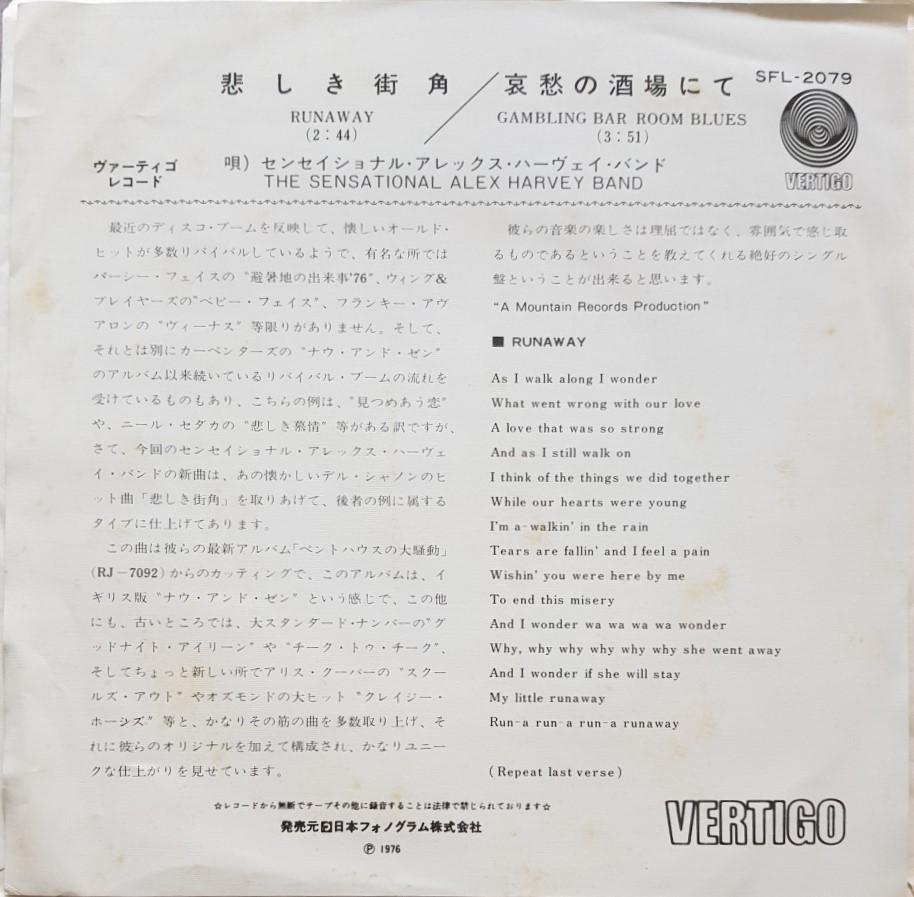 悲しき街角／哀愁の酒場にて SFL-2079
RUNAWAY GAMBLING BAR ROOM BLUES
(2:44) (3:51)
VERTIGO
ヴァーティゴ
レコード
唄）センセイショナル・アレックス・ハーヴェイ・バンド
THE SENSATIONAL ALEX HARVEY BAND
最近のディスコ・ブームを反映して、懐しいオールド・
ヒットが多数リバイバルしているようで、有名な所では
パーシー・フェイスの“避暑地の出来事'76”、ウィング&
プレイヤーズの“ベビー・フェイス”、フランキー・アヴ
アロンの“ヴィーナス”等限りがありません。そして、
それとは別にカーペンターズの“ナウ・アンド・ゼン”
のアルバム以来続いているリバイバル・ブームの流れを
受けているものもあり、こちらの例は、“見つめあう恋”
や、ニール・セダカの“悲しき慕情”等がある訳ですが、
さて、今回のセンセイショナル・アレックス・ハーヴェ
イ・バンドの新曲は、あの懐かしいデル・シャノンのヒ
ット曲「悲しき街角」を取りあげて、後者の例に属する
タイプに仕上げてあります。
この曲は彼らの最新アルバム「ペントハウスの大騒動」
(RJ－7092)からのカッティングで、このアルバムは、イ
ギリス版“ナウ・アンド・ゼン”という感じで、この他
にも、古いところでは、大スタンダード・ナンバーの“グ
ッドナイト・アイリーン”や“チーク・トゥ・チーク”、
そしてちょっと新しい所でアリス・クーパーの“スクー
ルズ・アウト”やオズモンドの大ヒット“クレイジー・
ホーシズ”等と、かなりその筋の曲を多数取り上げ、そ
れに彼らのオリジナルを加えて構成され、かなりユニー
クな仕上がりを見せています。
彼らの音楽の楽しさは理屈ではなく、雰囲気で感じ取
るものであるということを教えてくれる絶好のシングル
盤ということが出来ると思います。
“A Mountain Records Production”
■ RUNAWAY
As I walk along I wonder
What went wrong with our love
A love that was so strong
And as I still walk on
I think of the things we did together
While our hearts were young
I'm a-walkin' in the rain
Tears are fallin' and I feel a pain
Wishin' you were here by me
To end this misery
And I wonder wa wa wa wa wonder
Why, why why why why why she went away
And I wonder if she will stay
My little runaway
Run-a run-a run-a runaway
(Repeat last verse)
☆レコードから無断でテープその他に録音することは法律で禁じられております☆
発売元 日本フォノグラム株式会社
Ⓟ 1976
VERTIGO